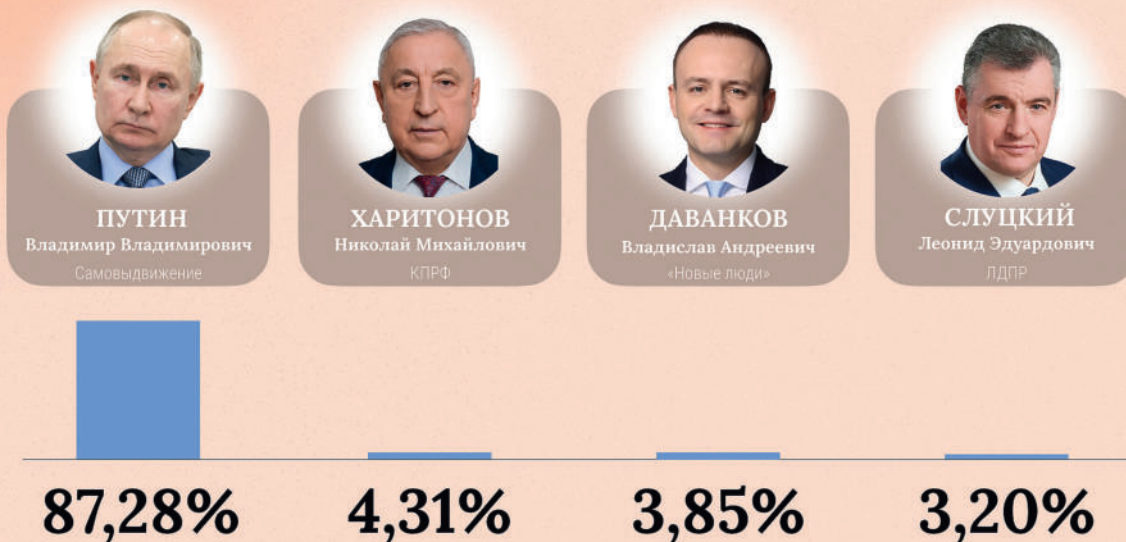 ПУТИН
Владимир Владимирович
Самовыдвижение
ХАРИТОНОВ
Николай Михайлович
КПРФ
ДАВАНКОВ
Владислав Андреевич
«Новые люди»
СЛУЦКИЙ
Леонид Эдуардович
ЛДПР
87,28%
4,31%
3,85%
3,20%